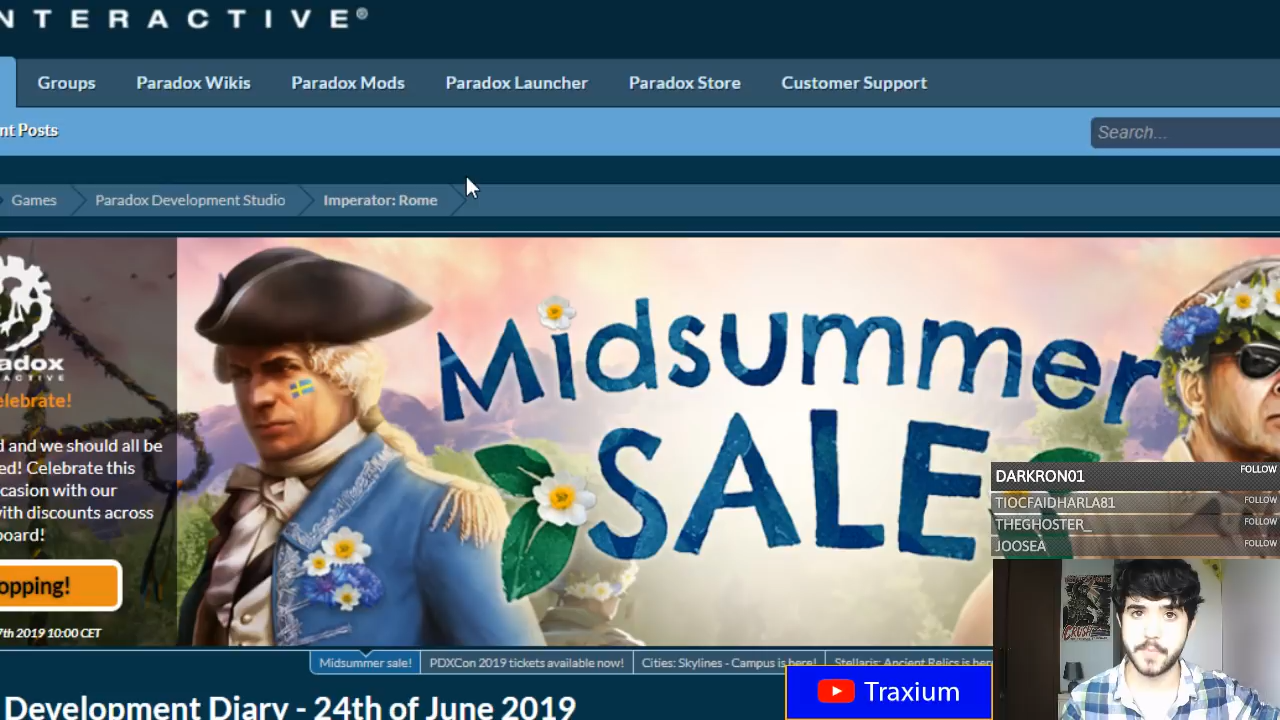 NTERACTIVE®
Groups Paradox Wikis Paradox Mods Paradox Launcher Paradox Store Customer Support
nt Posts
Search...
Games Paradox Development Studio Imperator: Rome
adox
ACTIVE
elebrate!
d and we should all be
ed! Celebrate this
casion with our
with discounts across
board!
opping!
7th 2019 10:00 CET
Midsummer
SALE
DARKRON01 FOLLOW
TIOCFAIDHARLA81 FOLLOW
THEGHOSTER_ FOLLOW
JOOSEA FOLLOW
Midsummer sale! PDXCon 2019 tickets available now! Cities: Skylines - Campus is here! Stellaris: Ancient Relics is here
Traxium
Development Diary - 24th of June 2019